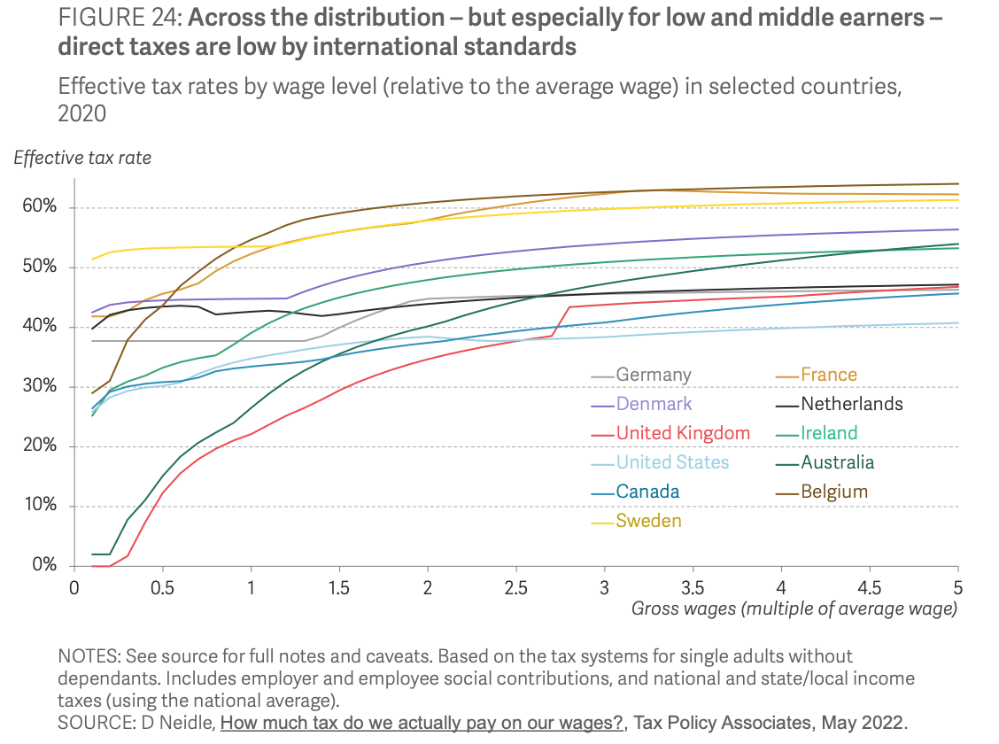 FIGURE 24: Across the distribution – but especially for low and middle earners –
direct taxes are low by international standards
Effective tax rates by wage level (relative to the average wage) in selected countries,
2020
Effective tax rate
60%
50%
40%
30%
20%
10%
0%
Germany
France
Denmark
Netherlands
United Kingdom
Ireland
United States
Australia
Canada
Belgium
Sweden
0 0.5 1 1.5 2 2.5 3 3.5 4 4.5 5
Gross wages (multiple of average wage)
NOTES: See source for full notes and caveats. Based on the tax systems for single adults without
dependants. Includes employer and employee social contributions, and national and state/local income
taxes (using the national average).
SOURCE: D Neidle, How much tax do we actually pay on our wages?, Tax Policy Associates, May 2022.